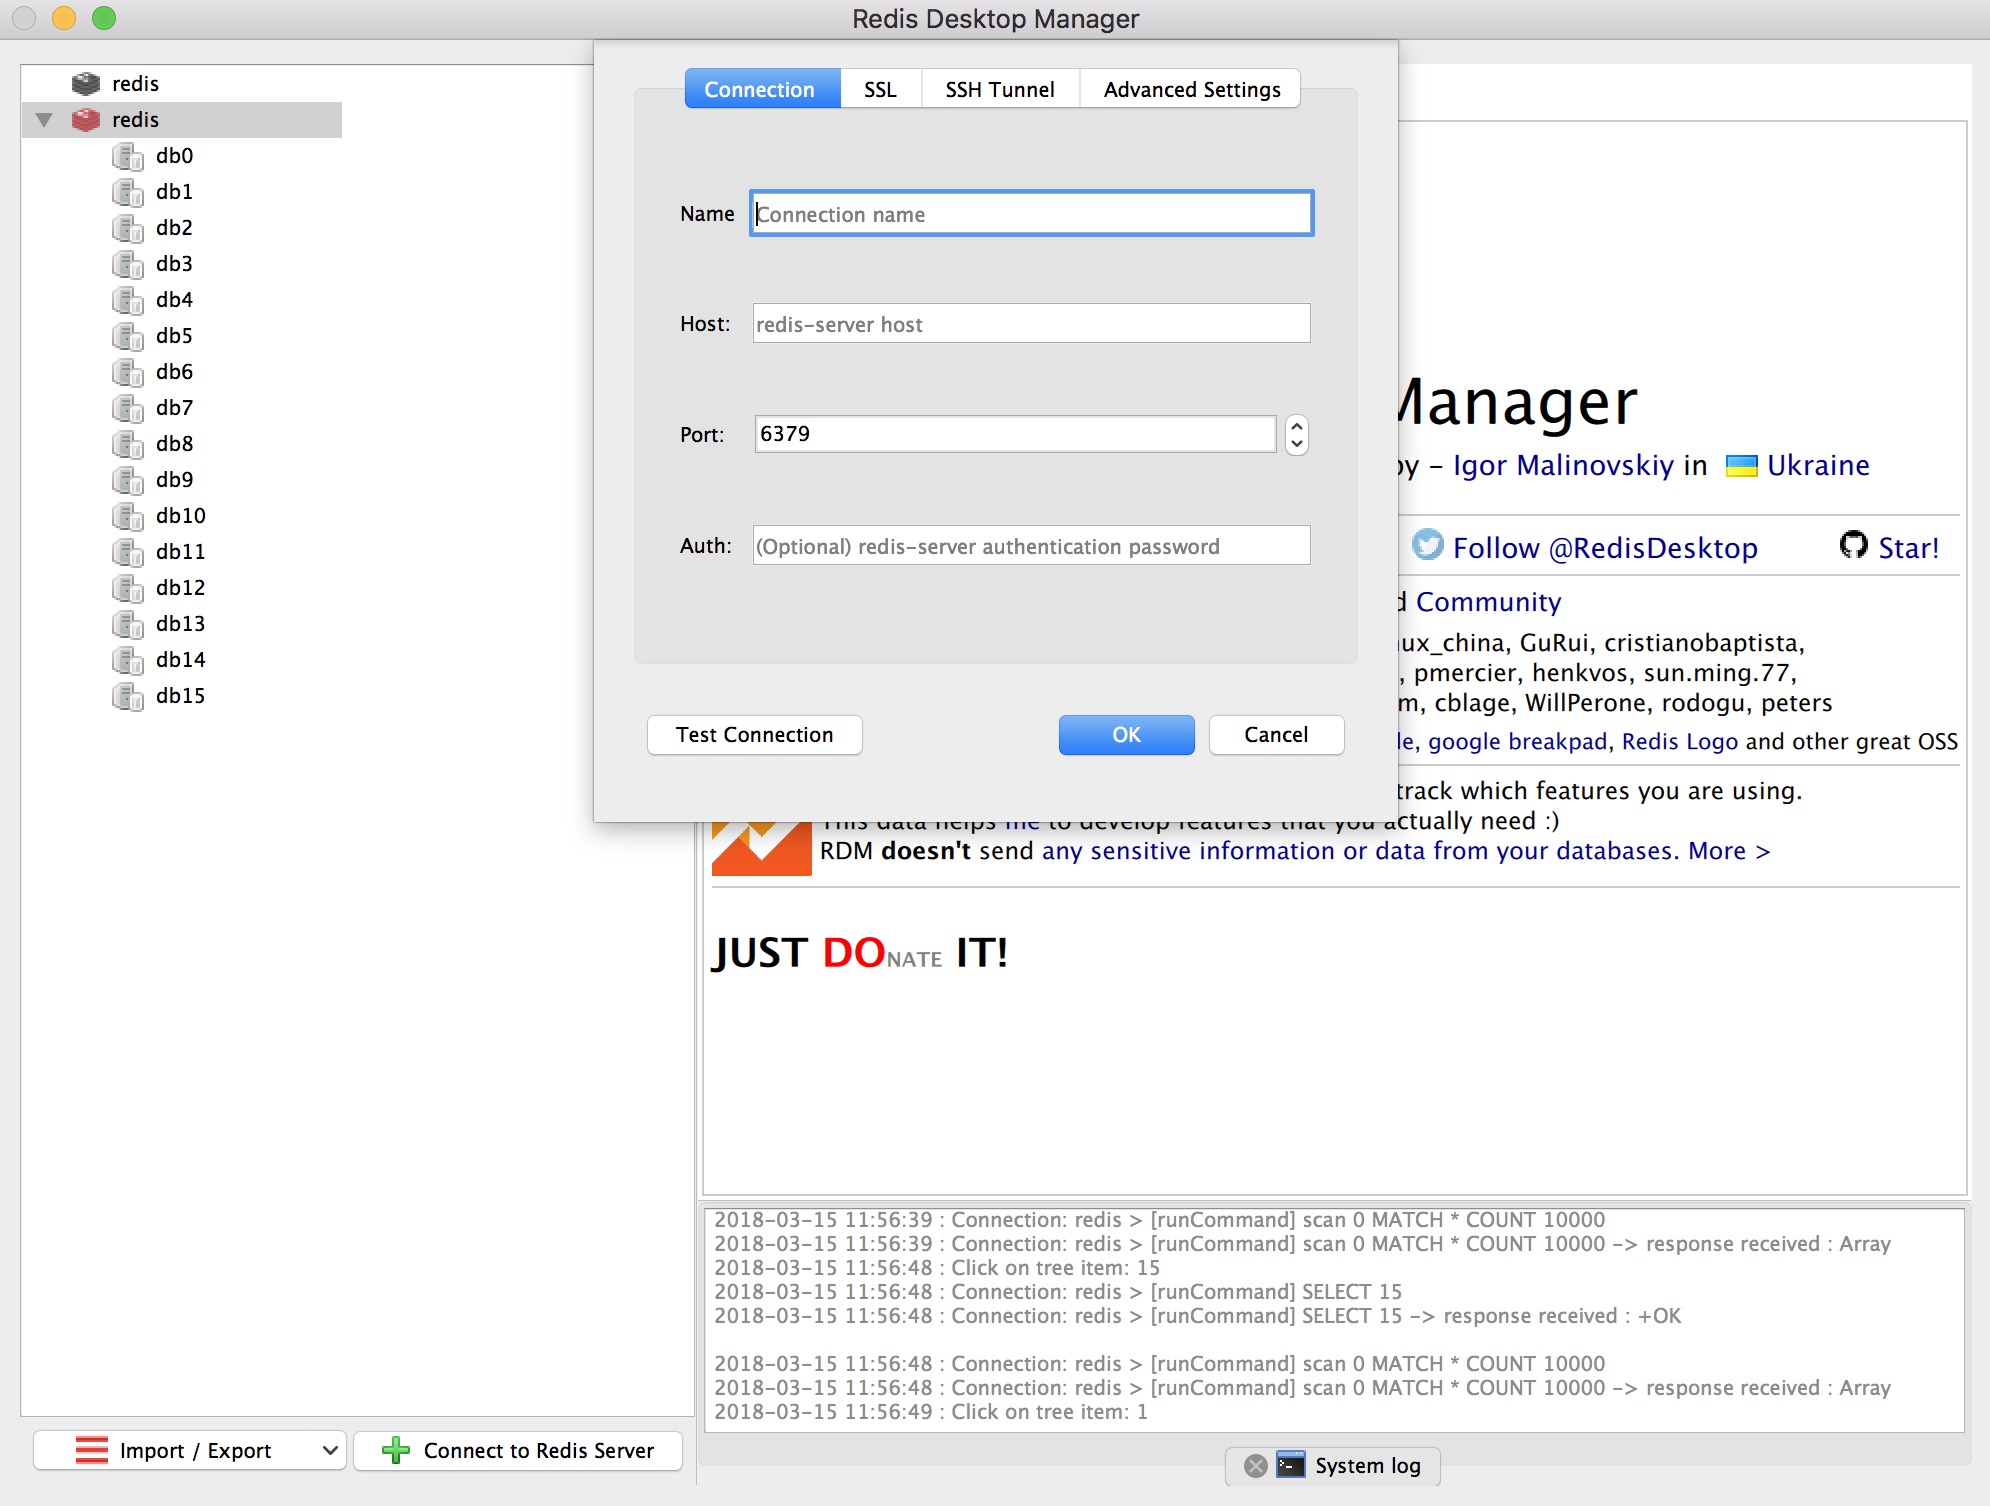 Redis Desktop Manager
redis
redis
db0
db1
db2
db3
db4
db5
db6
db7
db8
db9
db10
db11
db12
db13
db14
db15
Import / Export
Connect to Redis Server
Connection SSL SSH Tunnel Advanced Settings
Name Connection name
Host: redis-server host
Port: 6379
Auth: (Optional) redis-server authentication password
Test Connection OK Cancel
Manager
by - Igor Malinovskiy in Ukraine
Follow @RedisDesktop Star!
Community
ux_china, GuRui, cristianobaptista,
, pmercier, henkvos, sun.ming.77,
m, cblage, WillPerone, rodogu, peters
le, google breakpad, Redis Logo and other great OSS
track which features you are using.
This data helps me to develop features that you actually need :)
RDM doesn't send any sensitive information or data from your databases. More >
JUST DONATE IT!
2018-03-15 11:56:39 : Connection: redis > [runCommand] scan 0 MATCH * COUNT 10000
2018-03-15 11:56:39 : Connection: redis > [runCommand] scan 0 MATCH * COUNT 10000 -> response received : Array
2018-03-15 11:56:48 : Click on tree item: 15
2018-03-15 11:56:48 : Connection: redis > [runCommand] SELECT 15
2018-03-15 11:56:48 : Connection: redis > [runCommand] SELECT 15 -> response received : +OK
2018-03-15 11:56:48 : Connection: redis > [runCommand] scan 0 MATCH * COUNT 10000
2018-03-15 11:56:48 : Connection: redis > [runCommand] scan 0 MATCH * COUNT 10000 -> response received : Array
2018-03-15 11:56:49 : Click on tree item: 1
System log